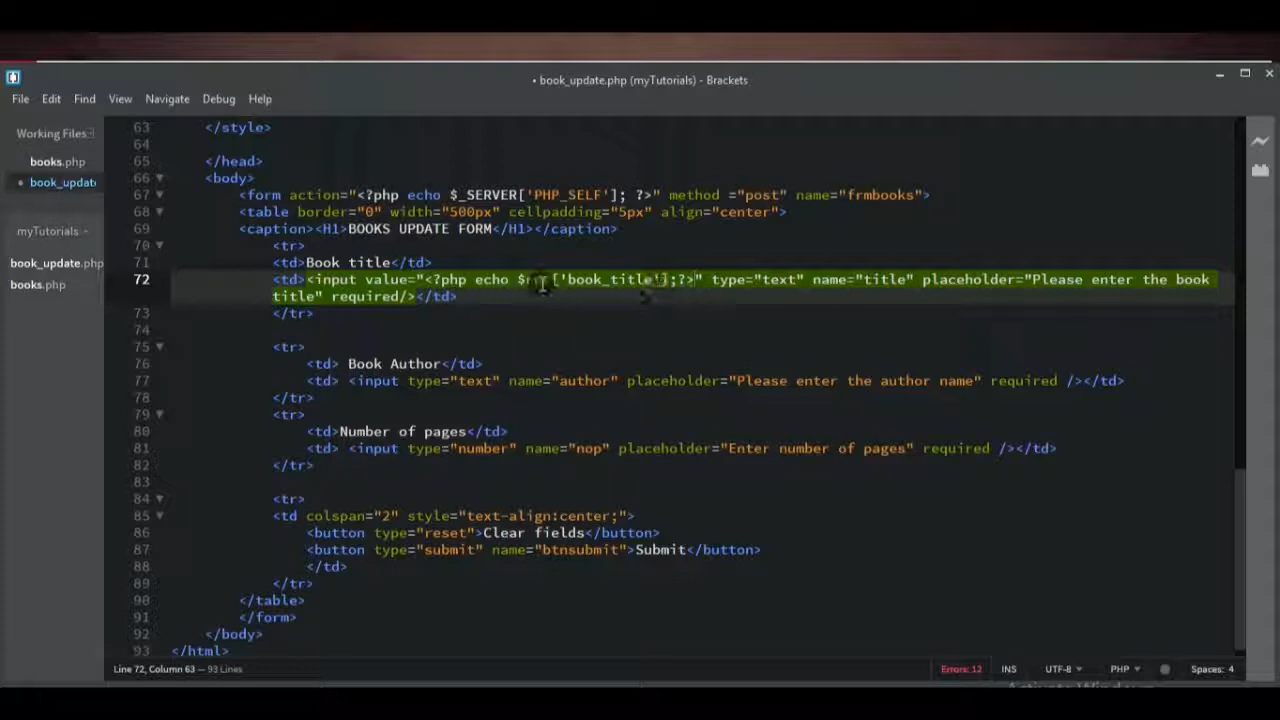 • book_update.php (myTutorials) - Brackets
File Edit Find View Navigate Debug Help
Working Files
books.php
• book_updat
myTutorials
book_update.php
books.php
63 </style>
64
65 </head>
66 <body>
67 <form action="<?php echo $_SERVER['PHP_SELF']; ?>" method ="post" name="frmbooks">
68 <table border="0" width="500px" cellpadding="5px" align="center">
69 <caption><H1>BOOKS UPDATE FORM</H1></caption>
70 <tr>
71 <td>Book title</td>
72 <td><input value="<?php echo ['book_title'];?>" type="text" name="title" placeholder="Please enter the book
title" required/></td>
73 </tr>
74
75 <tr>
76 <td> Book Author</td>
77 <td> <input type="text" name="author" placeholder="Please enter the author name" required /></td>
78 </tr>
79 <tr>
80 <td>Number of pages</td>
81 <td> <input type="number" name="nop" placeholder="Enter number of pages" required /></td>
82 </tr>
83
84 <tr>
85 <td colspan="2" style="text-align:center;">
86 <button type="reset">Clear fields</button>
87 <button type="submit" name="btnsubmit">Submit</button>
88 </td>
89 </tr>
90 </table>
91 </form>
92 </body>
93 </html>
Line 72, Column 63 — 93 Lines
Errors: 12 INS UTF-8 PHP Spaces: 4